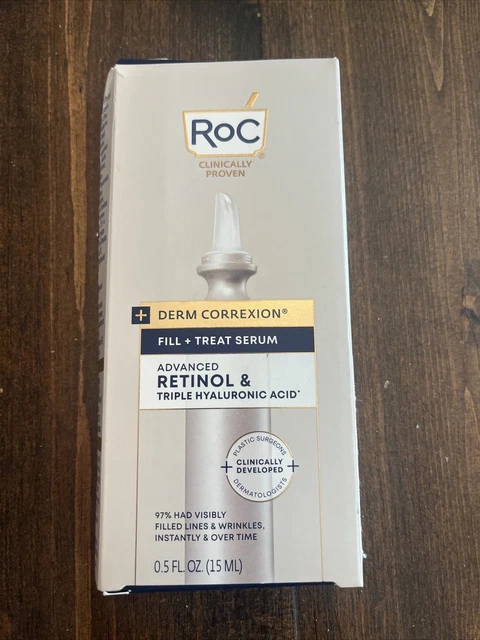 RoC®
CLINICALLY
PROVEN
+ DERM CORREXION®
FILL + TREAT SERUM
ADVANCED
RETINOL &
TRIPLE HYALURONIC ACID*
PLASTIC SURGEONS
+ CLINICALLY +
DEVELOPED
DERMATOLOGISTS
97% HAD VISIBLY
FILLED LINES & WRINKLES,
INSTANTLY & OVER TIME
0.5 FL. OZ. (15 ML)